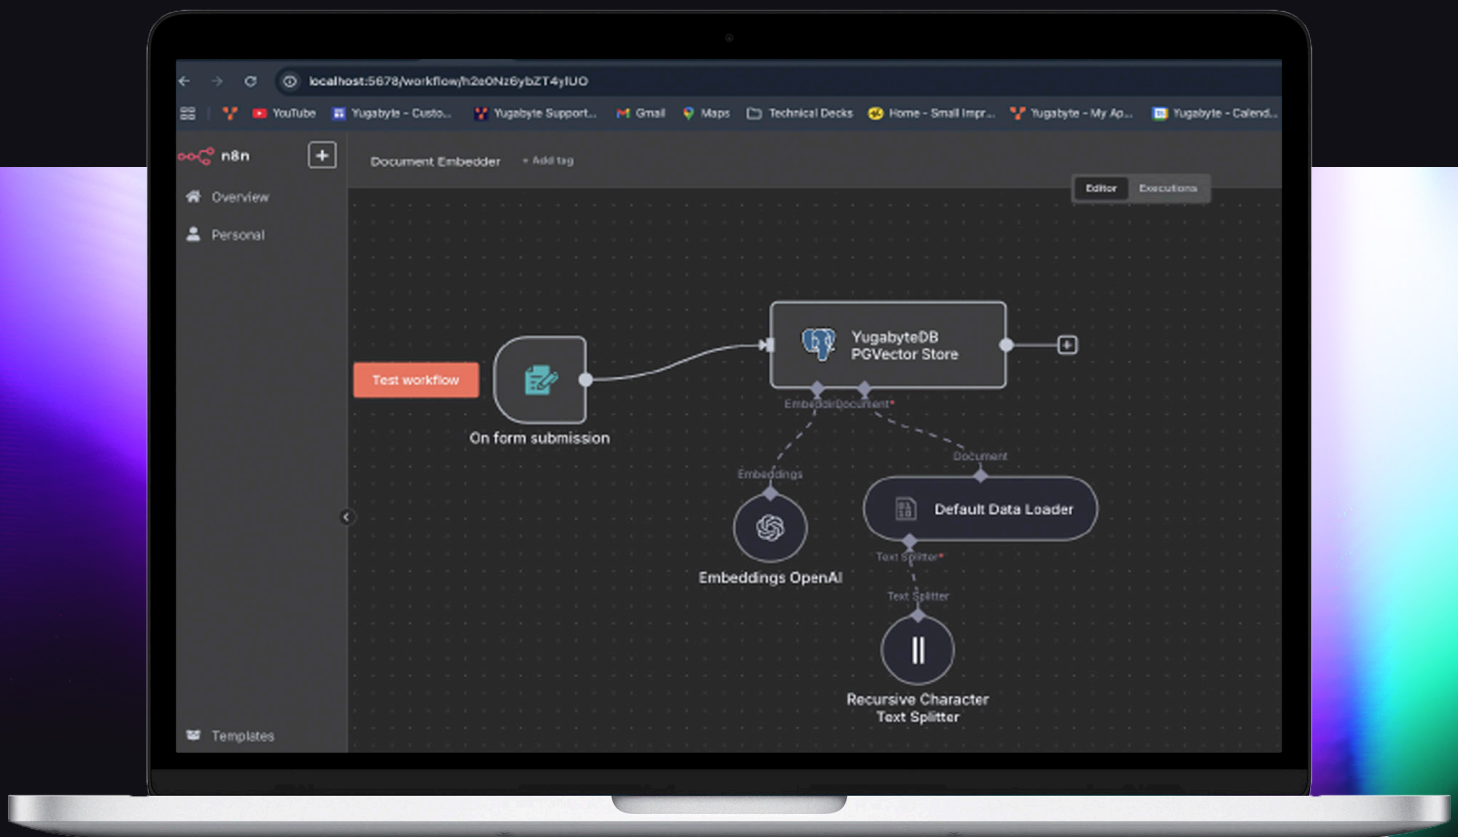 localhost:5678/workflow/h2e0Nz6ybZT4ylUO
YouTube
Yugabyte - Custo...
Yugabyte Support...
Gmail
Maps
Technical Decks
Home - Small Impr...
Yugabyte - My Ap...
Yugabyte - Calend...
n8n
Document Embedder
+ Add tag
Editor
Executions
Overview
Personal
YugabyteDB
PGVector Store
Test workflow
On form submission
Document*
Document
Embeddings
Default Data Loader
Text Splitter*
Embeddings OpenAI
Text Splitter
Recursive Character
Text Splitter
Templates